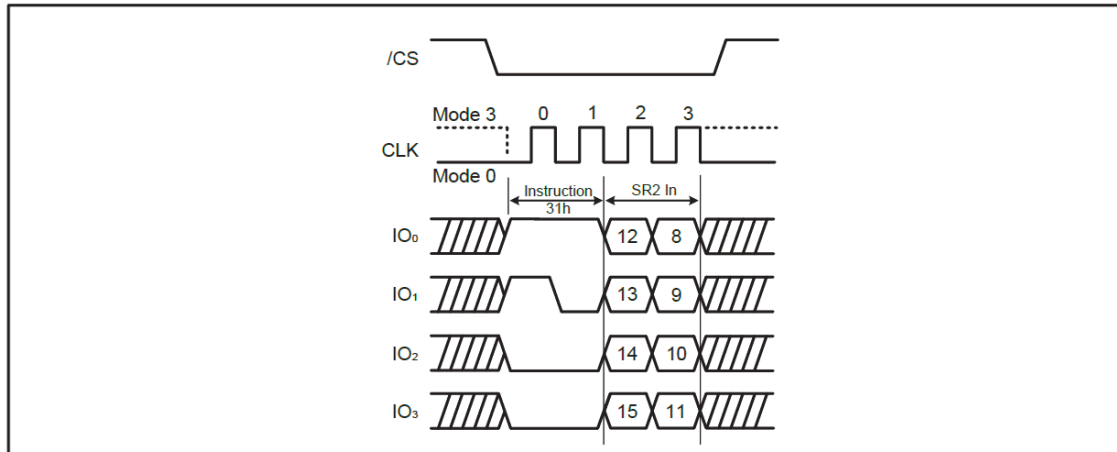 /CS
Mode 3 0 1 2 3
CLK
Mode 0
Instruction SR2 In
31h
IO₀ 12 8
IO₁ 13 9
IO₂ 14 10
IO₃ 15 11